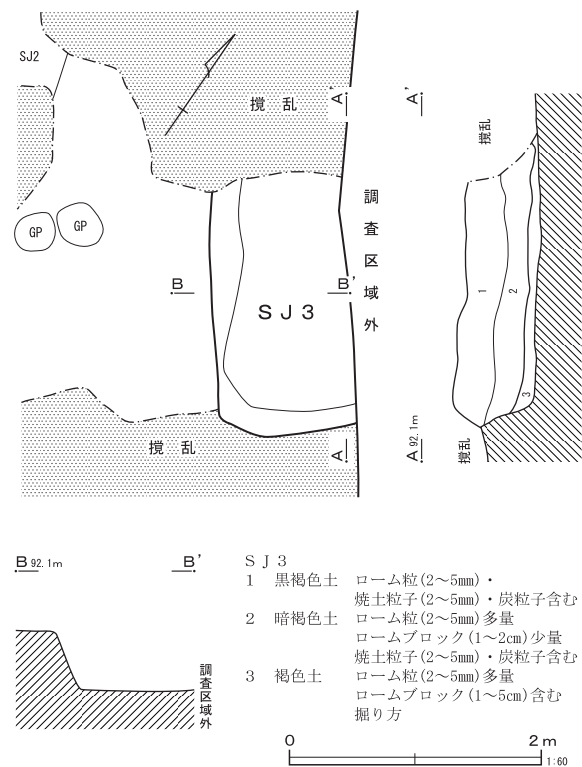 SJ2
撹 乱
A'
A'
撹乱
GP
GP
調査区域外
B
B'
SJ3
1
2
3
撹 乱
A
A 92.1m
撹乱
B 92.1m
B'
調査区域外
SJ3
1 黒褐色土 ローム粒(2～5㎜)・
焼土粒子(2～5㎜)・炭粒子含む
2 暗褐色土 ローム粒(2～5㎜)多量
ロームブロック(1～2㎝)少量
焼土粒子(2～5㎜)・炭粒子含む
3 褐色土 ローム粒(2～5㎜)多量
ロームブロック(1～5㎝)含む
掘り方
0 2m
1:60